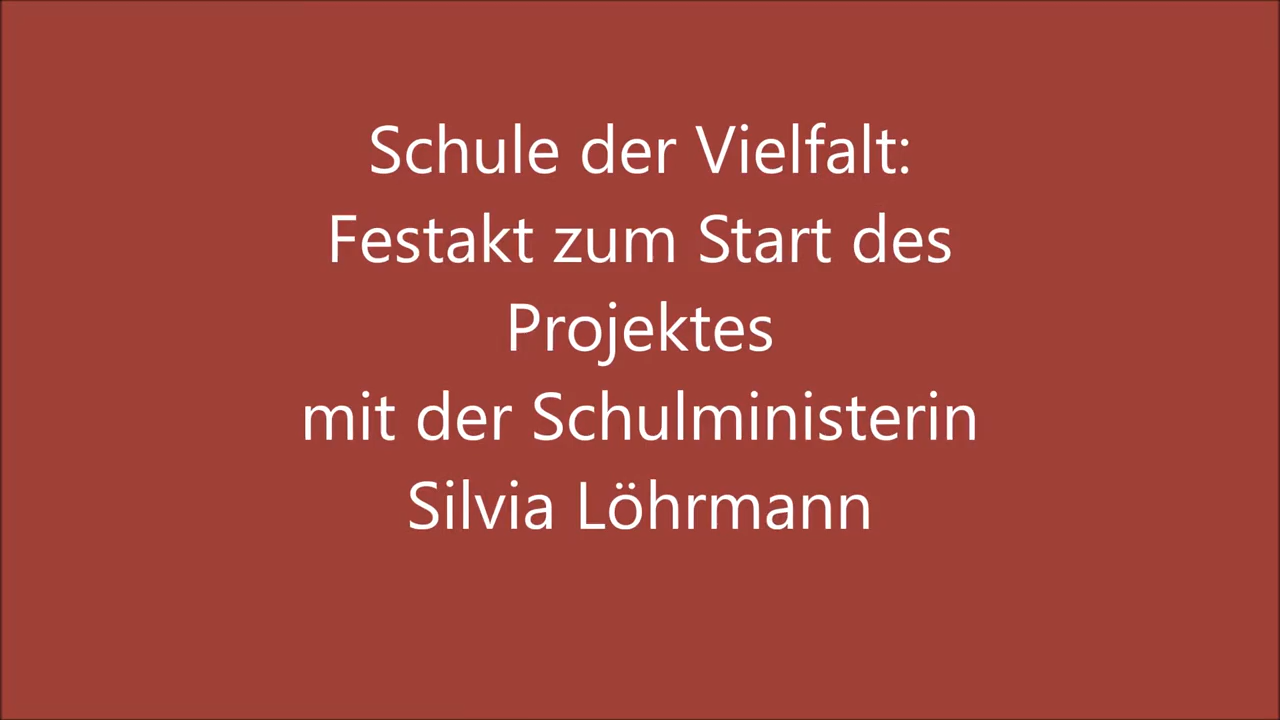 Schule der Vielfalt:
Festakt zum Start des
Projektes
mit der Schulministerin
Silvia Löhrmann